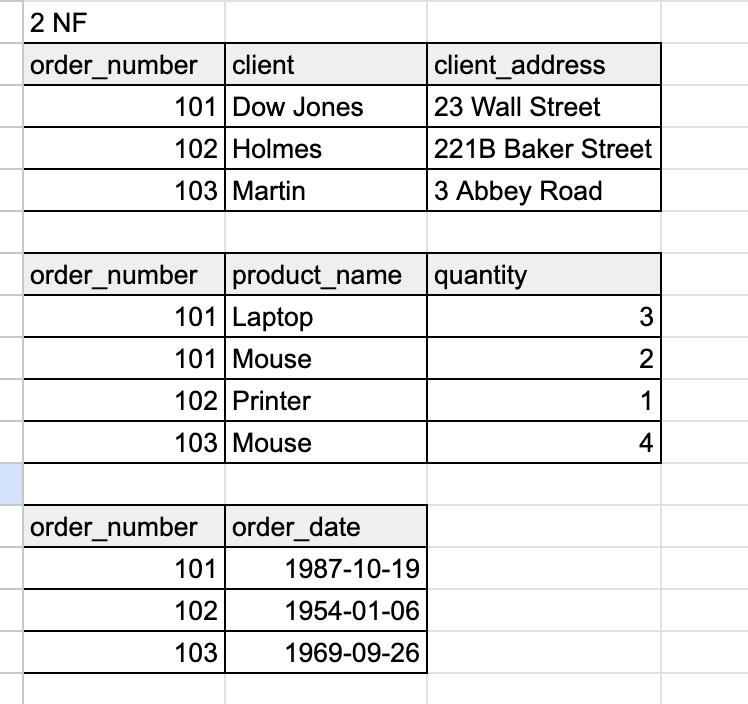 2 NF
order_number client client_address
101 Dow Jones 23 Wall Street
102 Holmes 221B Baker Street
103 Martin 3 Abbey Road
order_number product_name quantity
101 Laptop 3
101 Mouse 2
102 Printer 1
103 Mouse 4
order_number order_date
101 1987-10-19
102 1954-01-06
103 1969-09-26